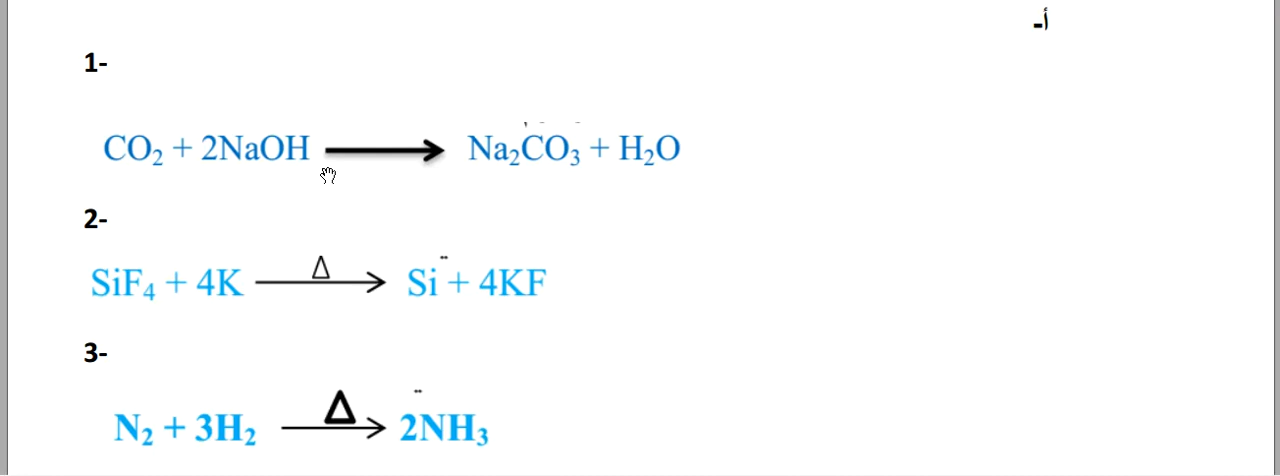 أ-
1-
CO₂ + 2NaOH ⟶ Na₂CO₃ + H₂O
2-
SiF₄ + 4K —Δ→ Si + 4KF
3-
N₂ + 3H₂ —Δ→ 2NH₃